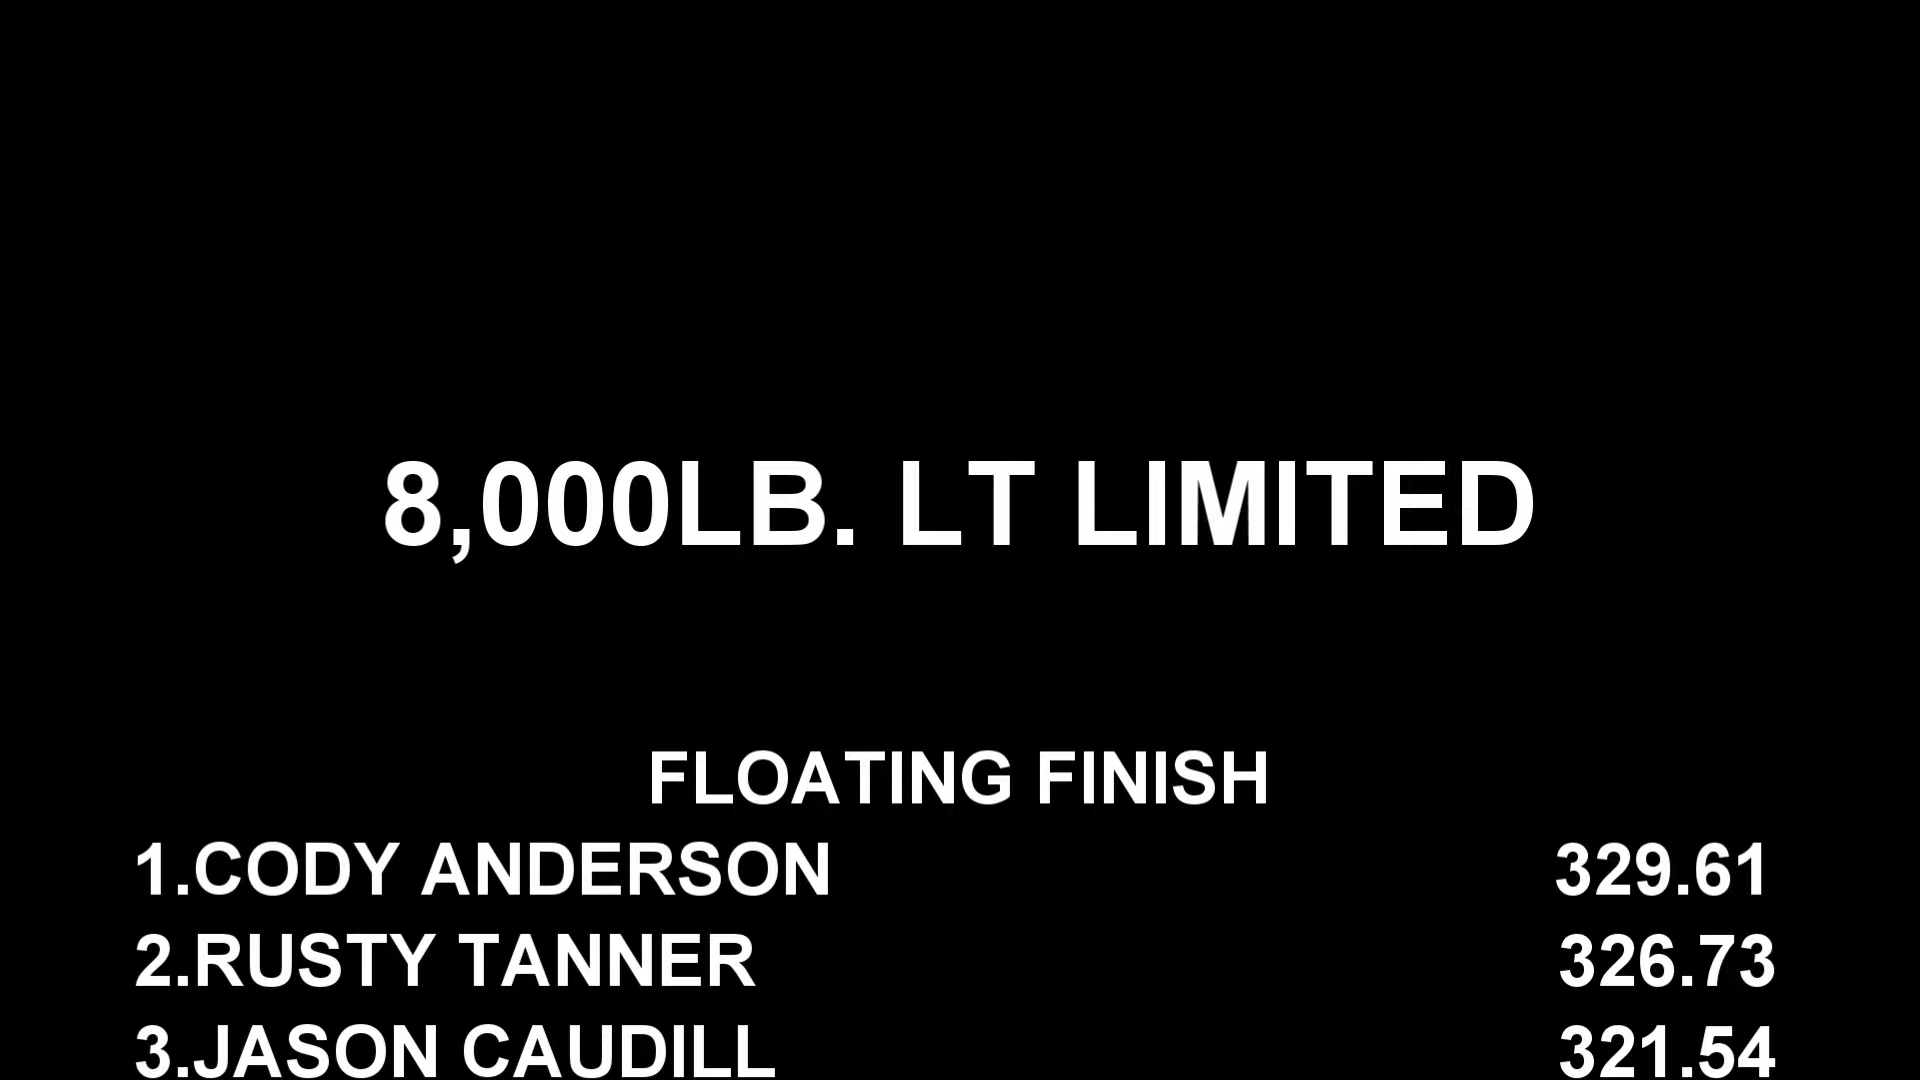 8,000LB. LT LIMITED
FLOATING FINISH
1.CODY ANDERSON 329.61
2.RUSTY TANNER 326.73
3.JASON CAUDILL 321.54